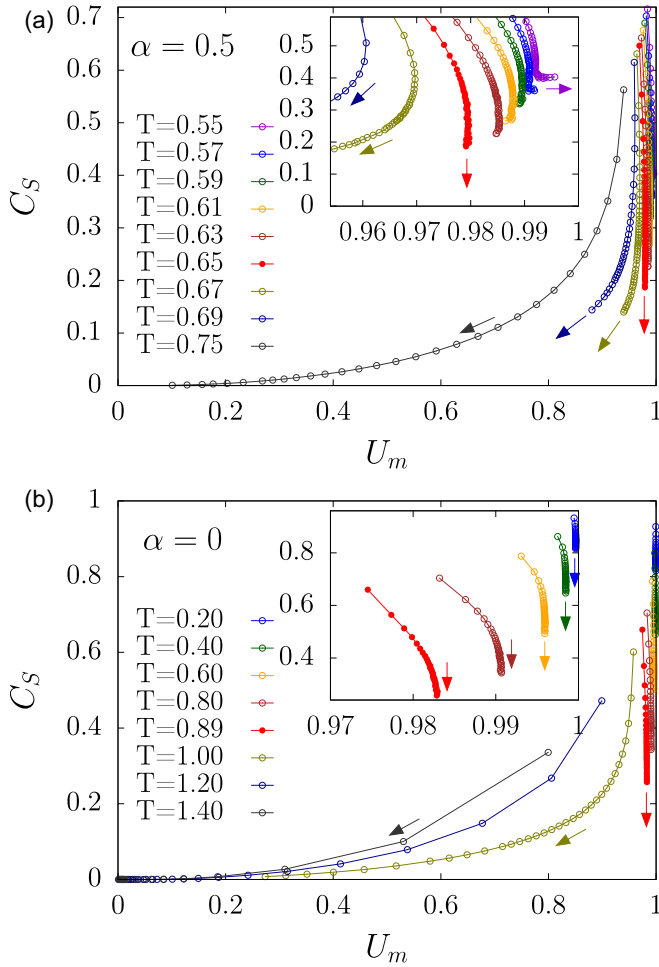 (a)
α = 0.5
T=0.55
T=0.57
T=0.59
T=0.61
T=0.63
T=0.65
T=0.67
T=0.69
T=0.75
C_S
0.7
0.6
0.5
0.4
0.3
0.2
0.1
0
0 0.2 0.4 0.6 0.8 1
U_m
0.5
0.4
0.3
0.2
0.1
0
0.96 0.97 0.98 0.99 1
(b)
α = 0
T=0.20
T=0.40
T=0.60
T=0.80
T=0.89
T=1.00
T=1.20
T=1.40
C_S
1
0.8
0.6
0.4
0.2
0
0 0.2 0.4 0.6 0.8 1
U_m
0.8
0.6
0.4
0.97 0.98 0.99 1